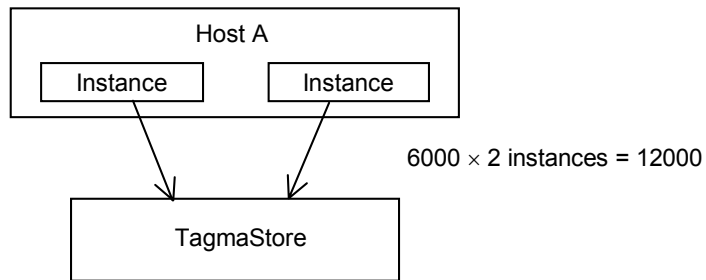 Host A
Instance Instance
6000 × 2 instances = 12000
TagmaStore